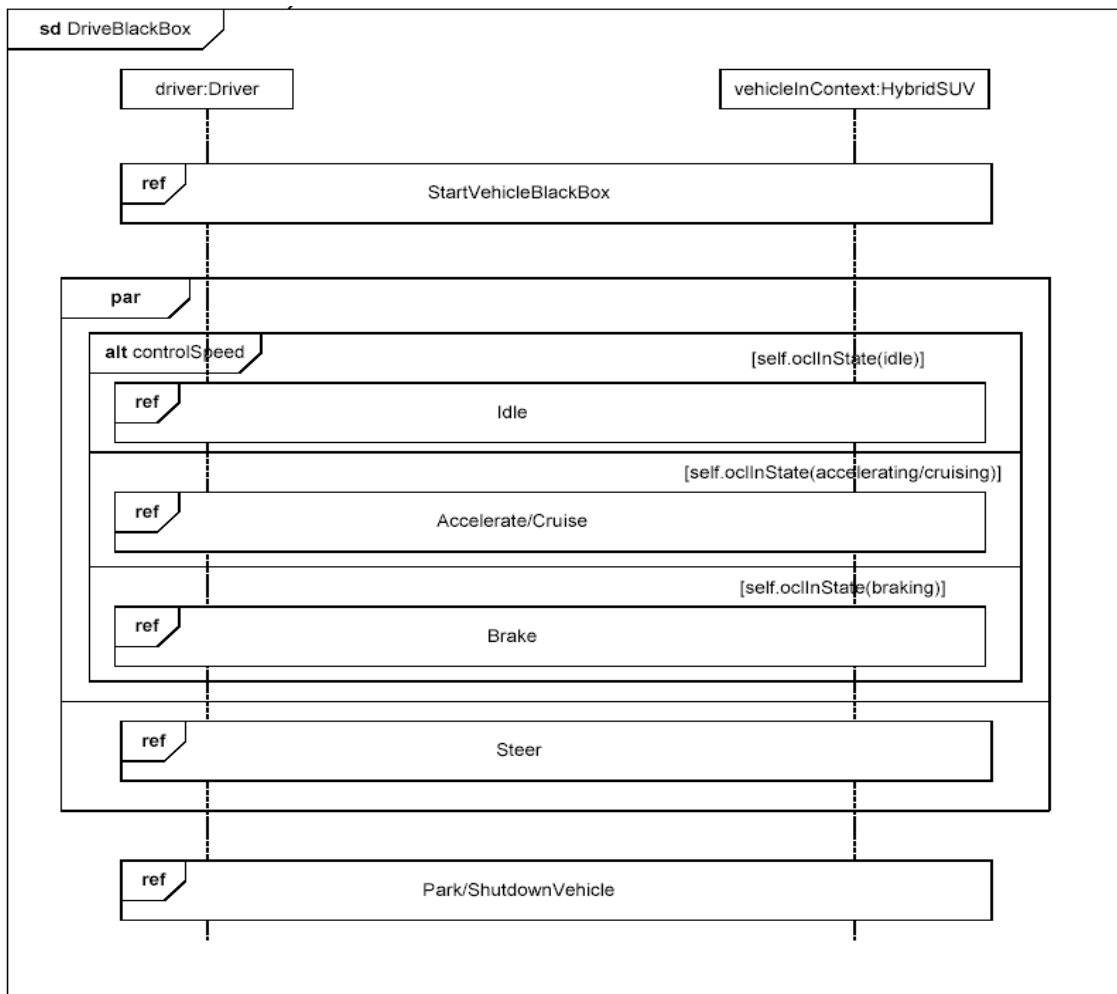 sd DriveBlackBox
driver:Driver
vehicleInContext:HybridSUV
ref
StartVehicleBlackBox
par
alt controlSpeed
[self.oclInState(idle)]
ref
Idle
[self.oclInState(accelerating/cruising)]
ref
Accelerate/Cruise
[self.oclInState(braking)]
ref
Brake
ref
Steer
ref
Park/ShutdownVehicle